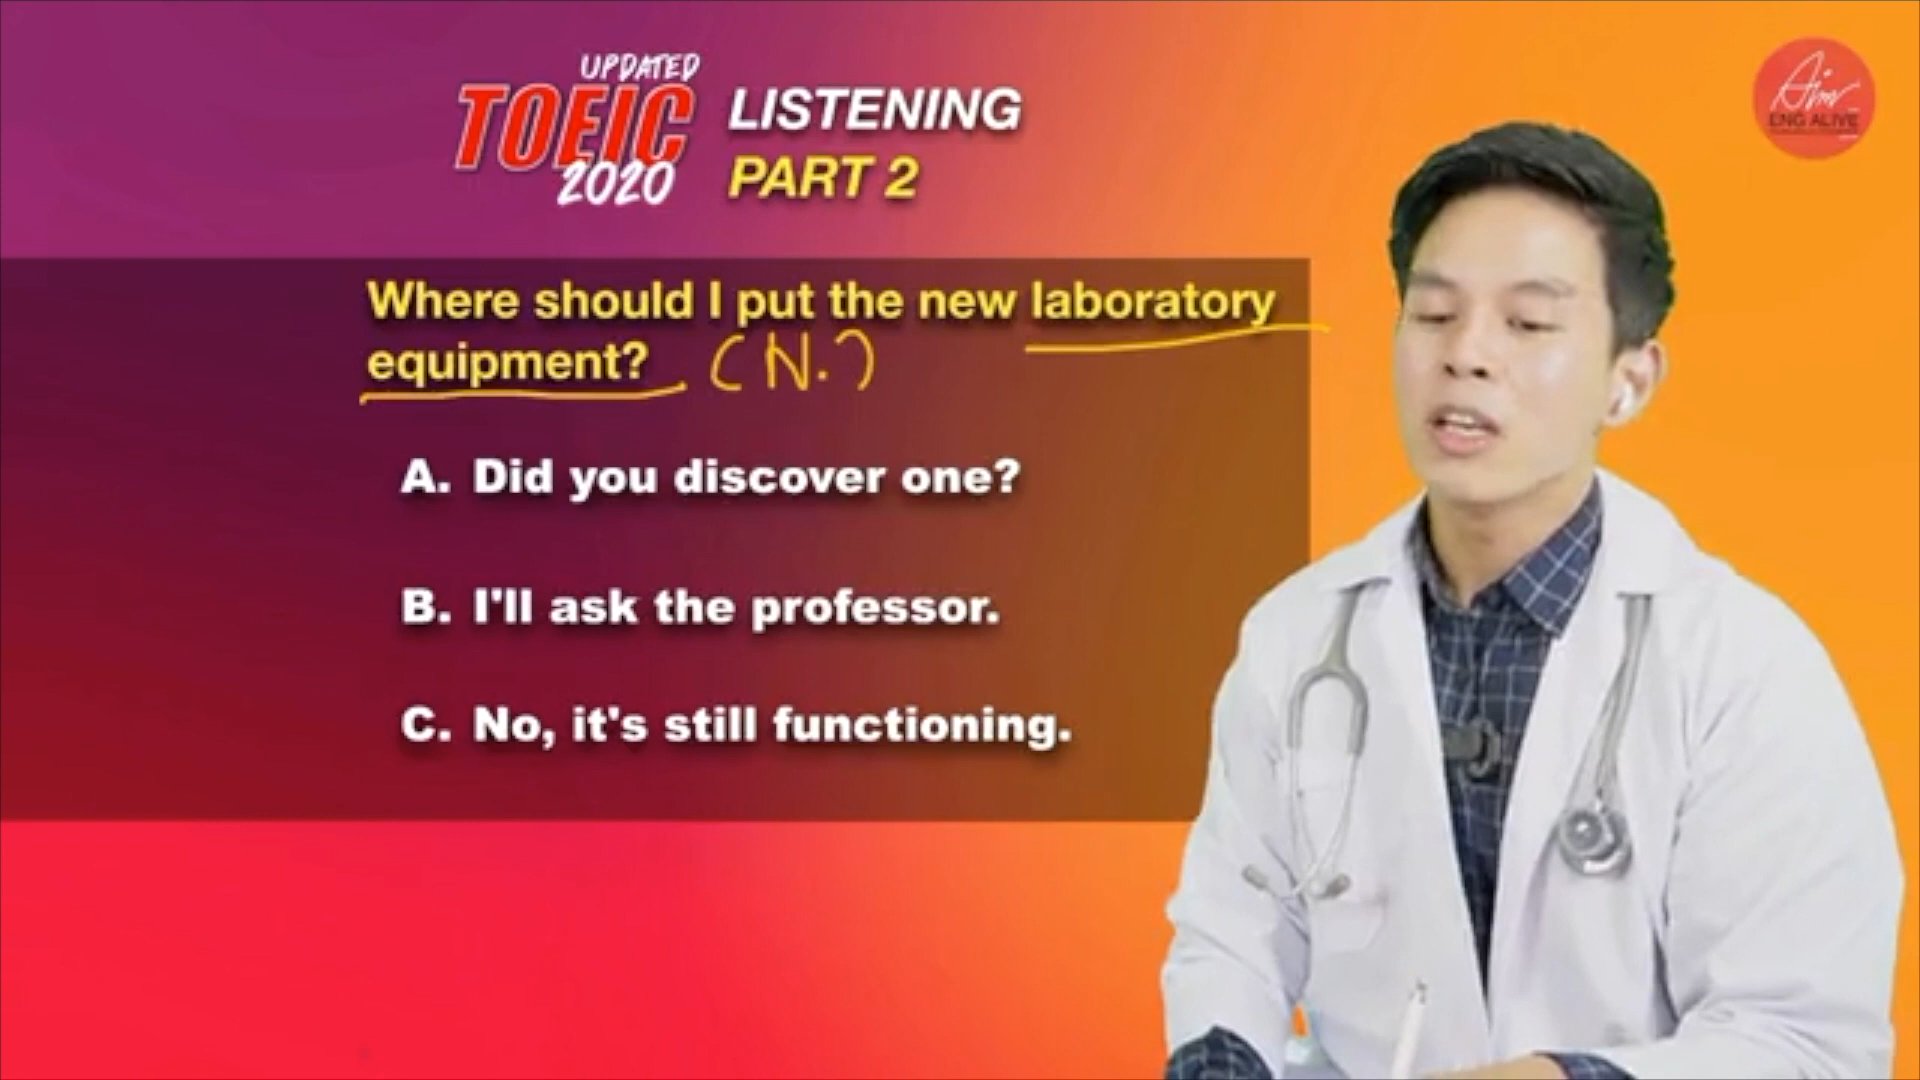 UPDATED
TOEIC
2020
LISTENING
PART 2
Aim
ENG ALIVE
Where should I put the new laboratory
equipment? (N.)
A. Did you discover one?
B. I'll ask the professor.
C. No, it's still functioning.